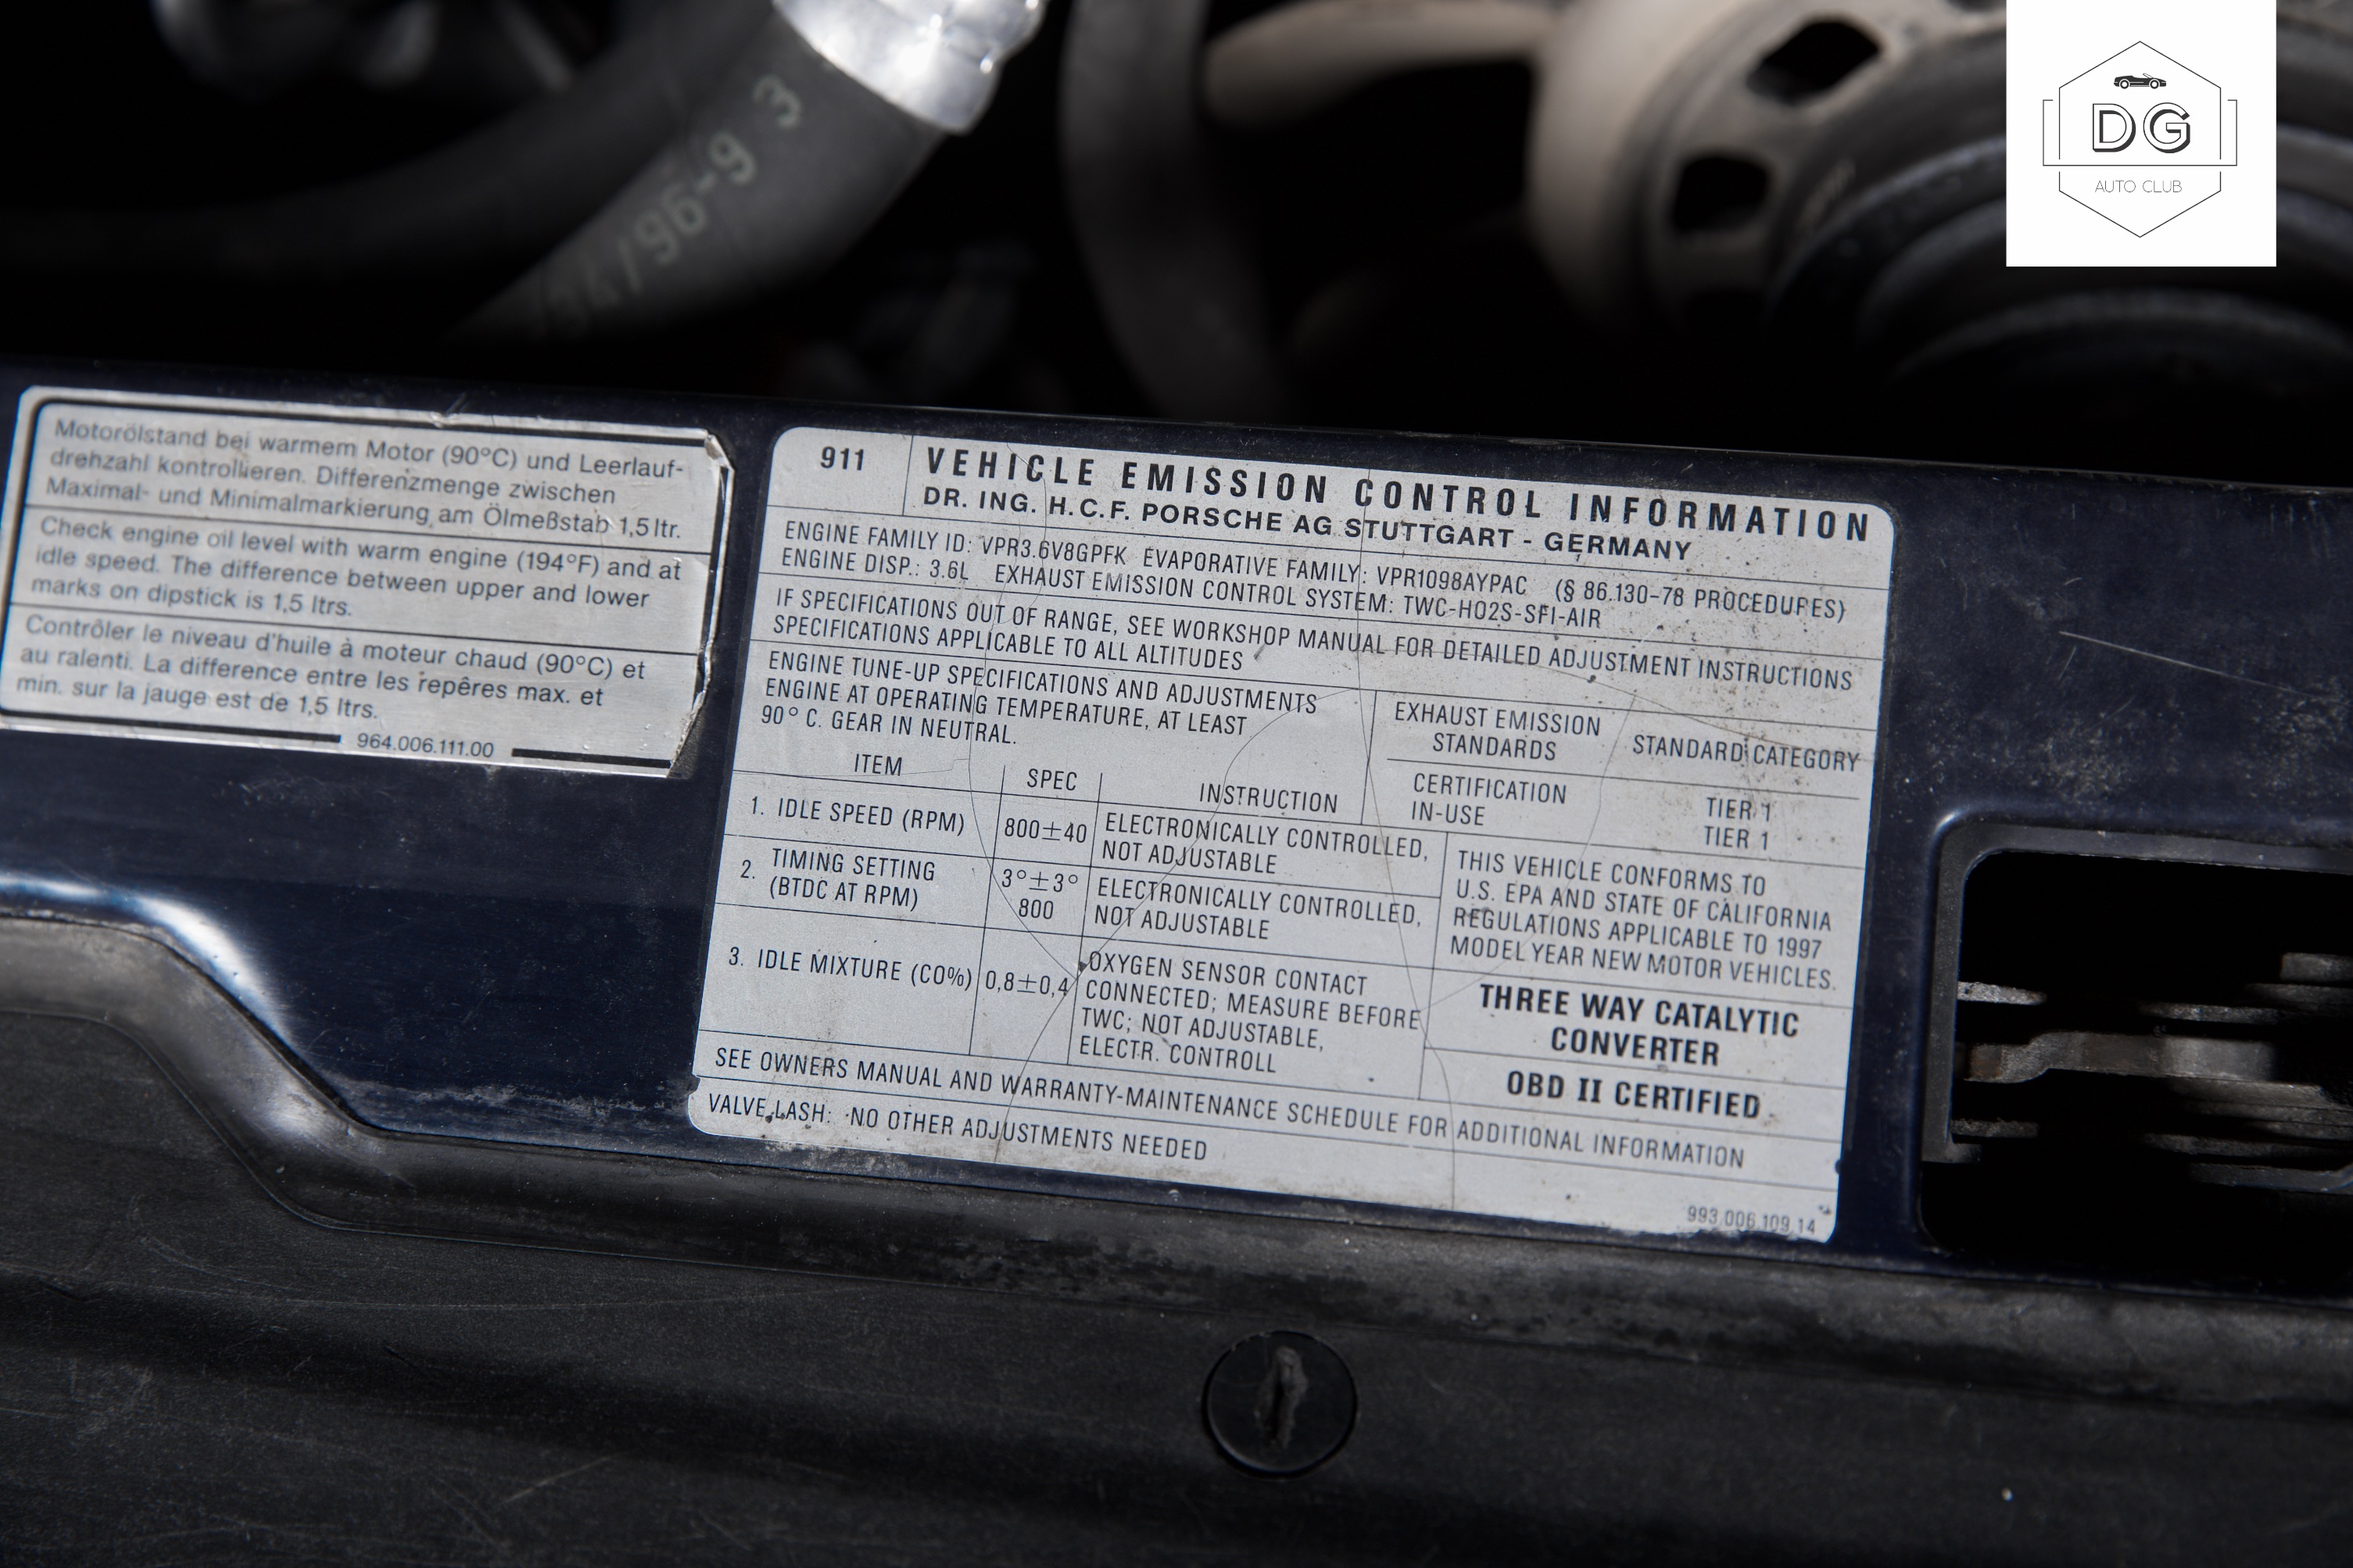 34/96-9 3
DG
AUTO CLUB
Motorölstand bei warmem Motor (90°C) und Leerlauf-
drehzahl kontrollieren. Differenzmenge zwischen
Maximal- und Minimalmarkierung am Ölmeßstab 1,5 ltr.
Check engine oil level with warm engine (194°F) and at
idle speed. The difference between upper and lower
marks on dipstick is 1,5 ltrs.
Contrôler le niveau d'huile à moteur chaud (90°C) et
au ralenti. La difference entre les repêres max. et
min. sur la jauge est de 1,5 ltrs.
964.006.111.00
911
VEHICLE EMISSION CONTROL INFORMATION
DR. ING. H.C.F. PORSCHE AG STUTTGART - GERMANY
ENGINE FAMILY ID: VPR3.6V8GPFK EVAPORATIVE FAMILY: VPR1098AYPAC (§ 86.130-78 PROCEDURES)
ENGINE DISP.: 3.6L EXHAUST EMISSION CONTROL SYSTEM: TWC-HO2S-SFI-AIR
IF SPECIFICATIONS OUT OF RANGE, SEE WORKSHOP MANUAL FOR DETAILED ADJUSTMENT INSTRUCTIONS
SPECIFICATIONS APPLICABLE TO ALL ALTITUDES
ENGINE TUNE-UP SPECIFICATIONS AND ADJUSTMENTS
ENGINE AT OPERATING TEMPERATURE, AT LEAST
90° C. GEAR IN NEUTRAL.
EXHAUST EMISSION
STANDARDS
STANDARD CATEGORY
CERTIFICATION TIER 1
IN-USE TIER 1
ITEM SPEC INSTRUCTION
1. IDLE SPEED (RPM) 800±40 ELECTRONICALLY CONTROLLED,
NOT ADJUSTABLE
2. TIMING SETTING 3°±3° ELECTRONICALLY CONTROLLED,
(BTDC AT RPM) 800 NOT ADJUSTABLE
3. IDLE MIXTURE (CO%) 0,8±0,4 OXYGEN SENSOR CONTACT
CONNECTED; MEASURE BEFORE
TWC; NOT ADJUSTABLE,
ELECTR. CONTROLL
THIS VEHICLE CONFORMS TO
U.S. EPA AND STATE OF CALIFORNIA
REGULATIONS APPLICABLE TO 1997
MODEL YEAR NEW MOTOR VEHICLES.
THREE WAY CATALYTIC
CONVERTER
OBD II CERTIFIED
SEE OWNERS MANUAL AND WARRANTY-MAINTENANCE SCHEDULE FOR ADDITIONAL INFORMATION
VALVE LASH: NO OTHER ADJUSTMENTS NEEDED
993.006.109.14